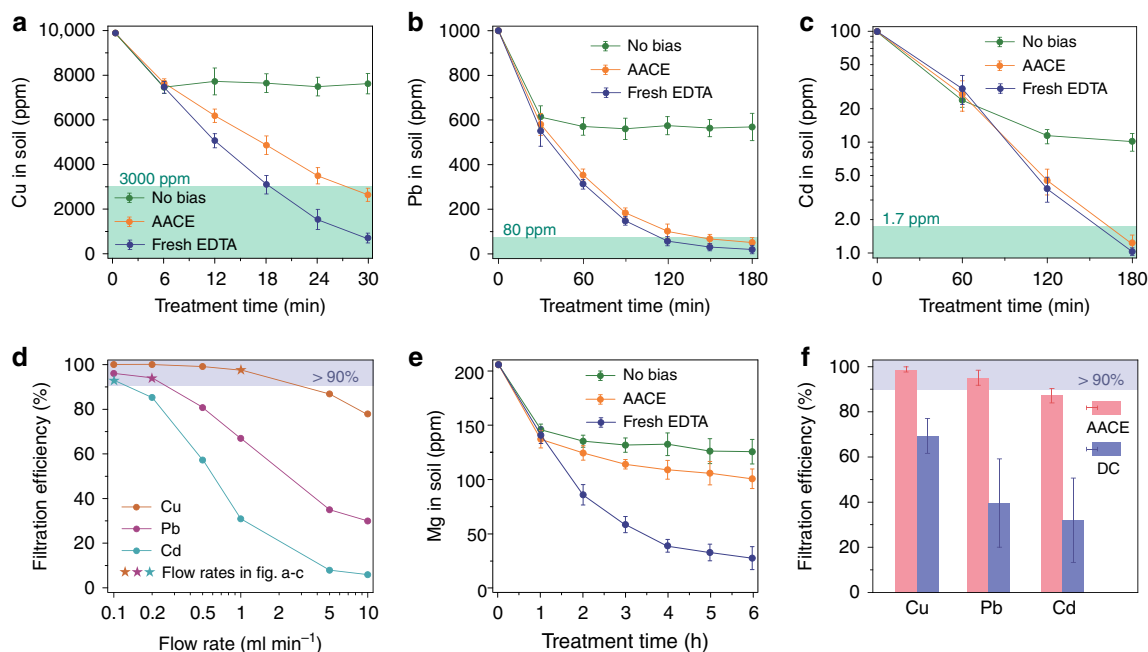 a
10,000
8000
6000
4000
2000
0
Cu in soil (ppm)
3000 ppm
No bias
AACE
Fresh EDTA
0 6 12 18 24 30
Treatment time (min)
b
1000
800
600
400
200
0
Pb in soil (ppm)
No bias
AACE
Fresh EDTA
80 ppm
0 30 60 90 120 150 180
Treatment time (min)
c
100
50
20
10
5.0
2.0
1.0
Cd in soil (ppm)
No bias
AACE
Fresh EDTA
1.7 ppm
0 60 120 180
Treatment time (min)
d
100
80
60
40
20
0
Filtration efficiency (%)
> 90%
Cu
Pb
Cd
Flow rates in fig. a-c
0.1 0.2 0.5 1 5 10
Flow rate (ml min⁻¹)
e
200
150
100
50
0
Mg in soil (ppm)
No bias
AACE
Fresh EDTA
0 1 2 3 4 5 6
Treatment time (h)
f
100
80
60
40
20
60
Filtration efficiency (%)
> 90%
AACE
DC
Cu Pb Cd